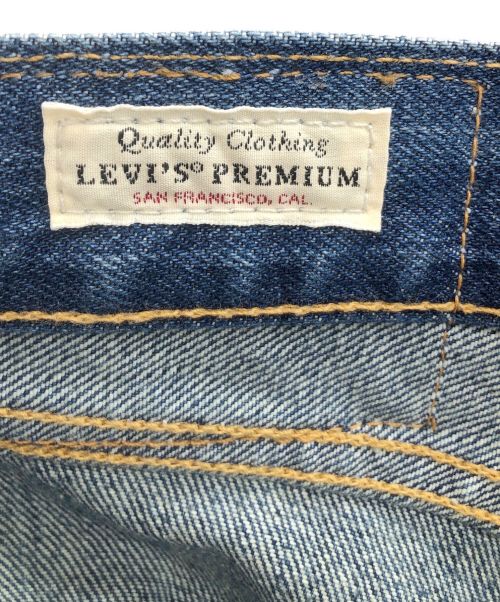 Quality Clothing
LEVI'S® PREMIUM
SAN FRANCISCO, CAL.